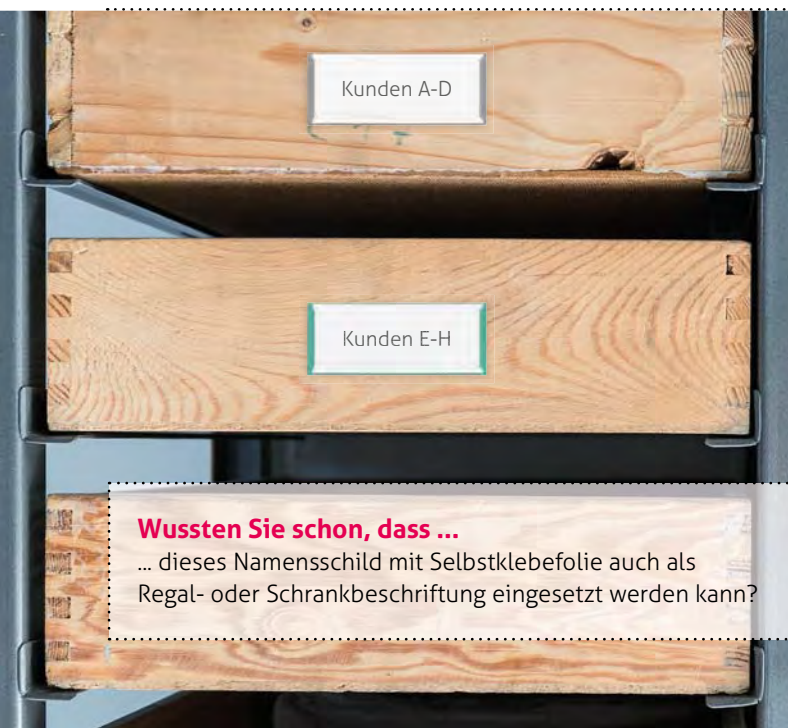 Kunden A-D
Kunden E-H
Wussten Sie schon, dass ...
... dieses Namensschild mit Selbstklebefolie auch als
Regal- oder Schrankbeschriftung eingesetzt werden kann?